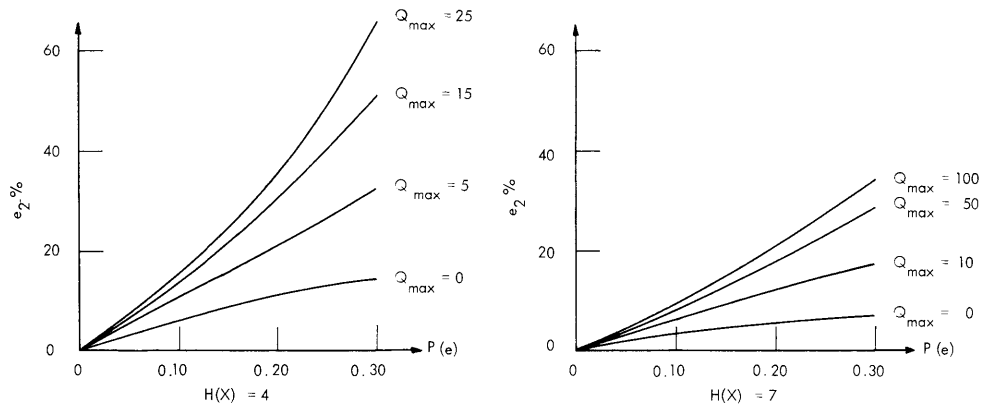 60
40
20
0
e2-%
Qmax = 25
Qmax = 15
Qmax = 5
Qmax = 0
P (e)
0 0.10 0.20 0.30
H(X) = 4
60
40
20
0
e2 %
Qmax = 100
Qmax = 50
Qmax = 10
Qmax = 0
P (e)
0 0.10 0.20 0.30
H(X) = 7